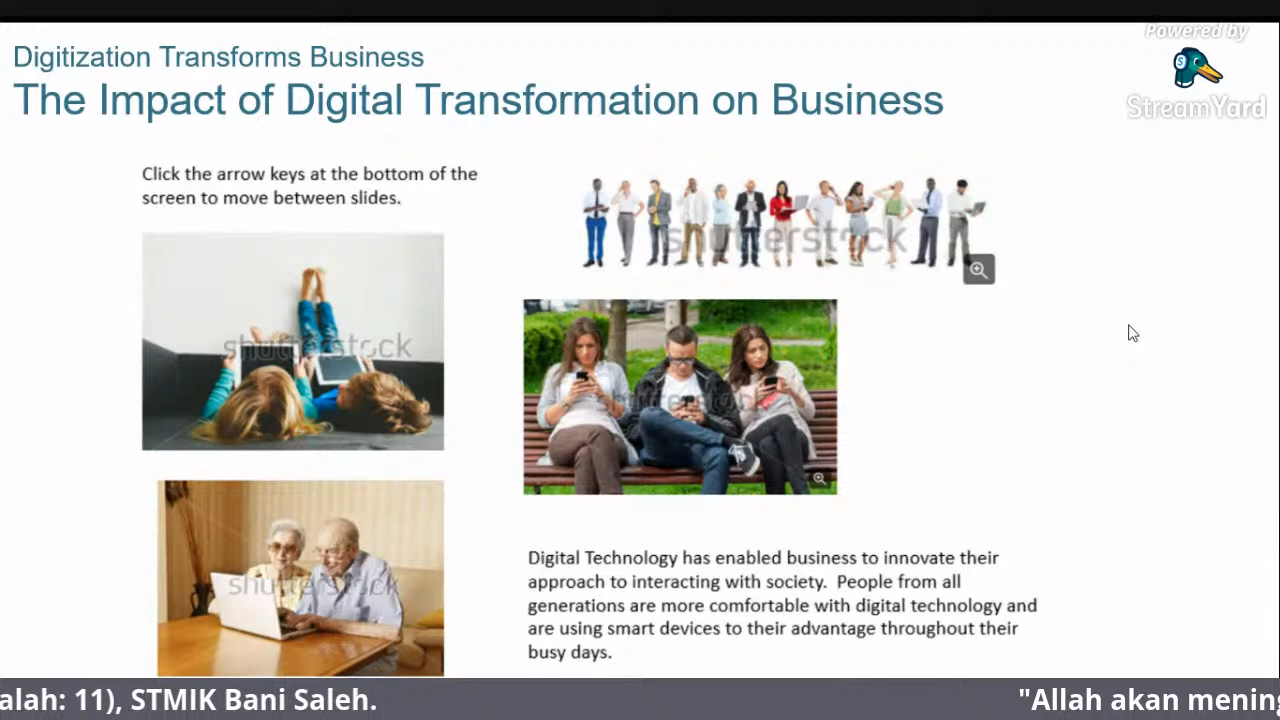 Powered by
StreamYard
Digitization Transforms Business
The Impact of Digital Transformation on Business
Click the arrow keys at the bottom of the
screen to move between slides.
shutterstock
shutterstock
shutterstock
shutterstock
Digital Technology has enabled business to innovate their
approach to interacting with society. People from all
generations are more comfortable with digital technology and
are using smart devices to their advantage throughout their
busy days.
alah: 11), STMIK Bani Saleh.
"Allah akan mening